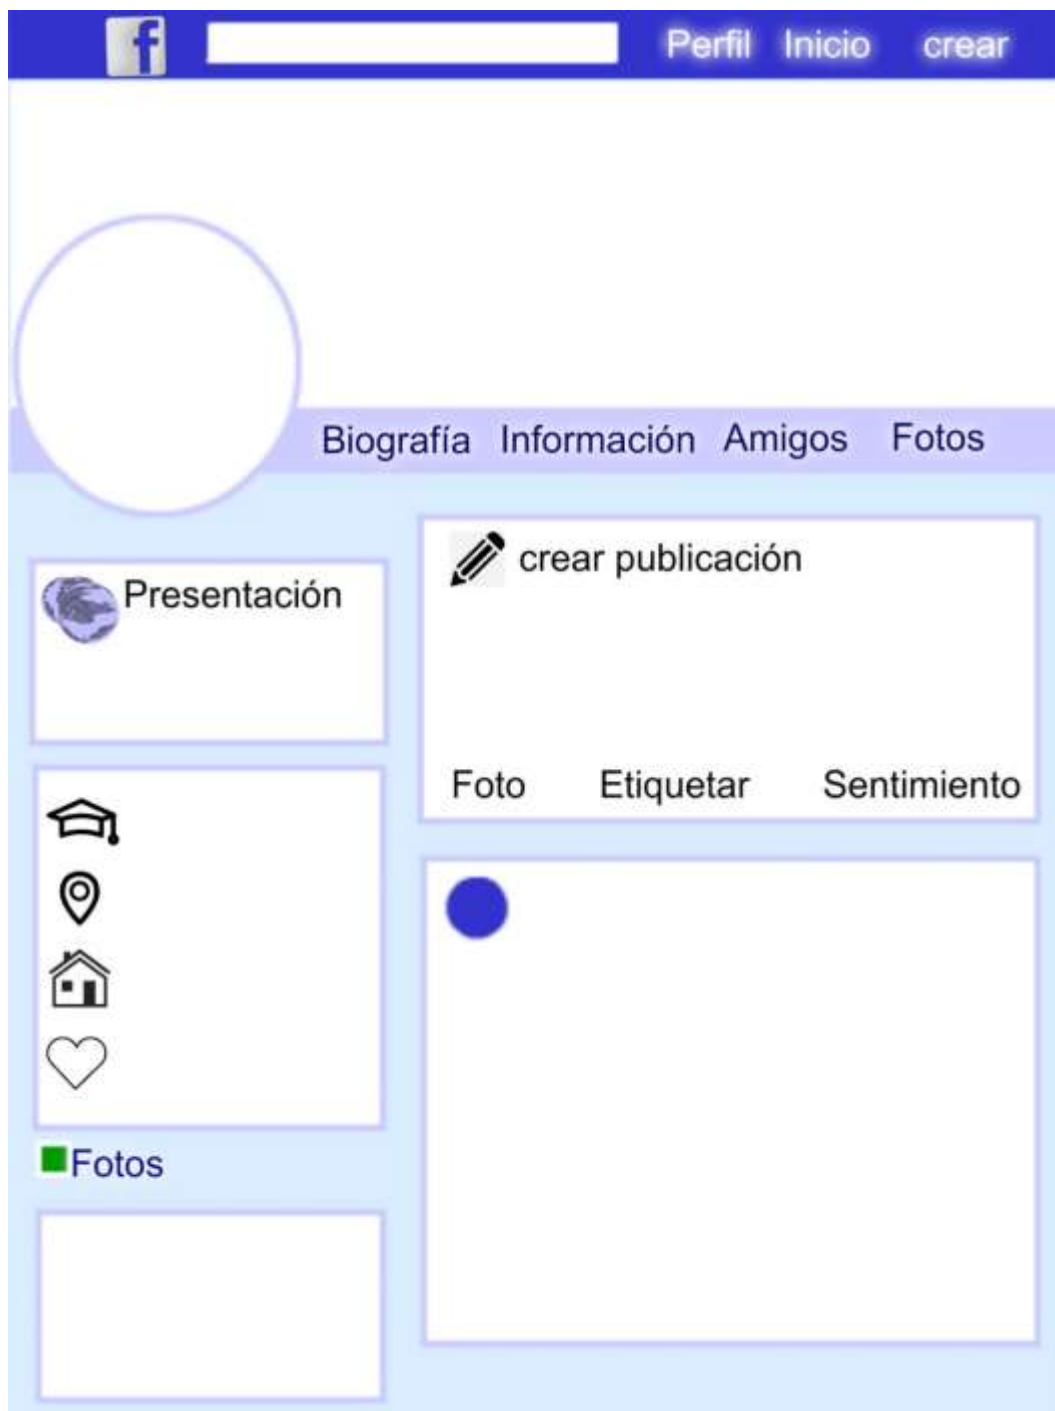 f
Perfil Inicio crear
Biografía Información Amigos Fotos
crear publicación
Presentación
Foto Etiquetar Sentimiento
Fotos